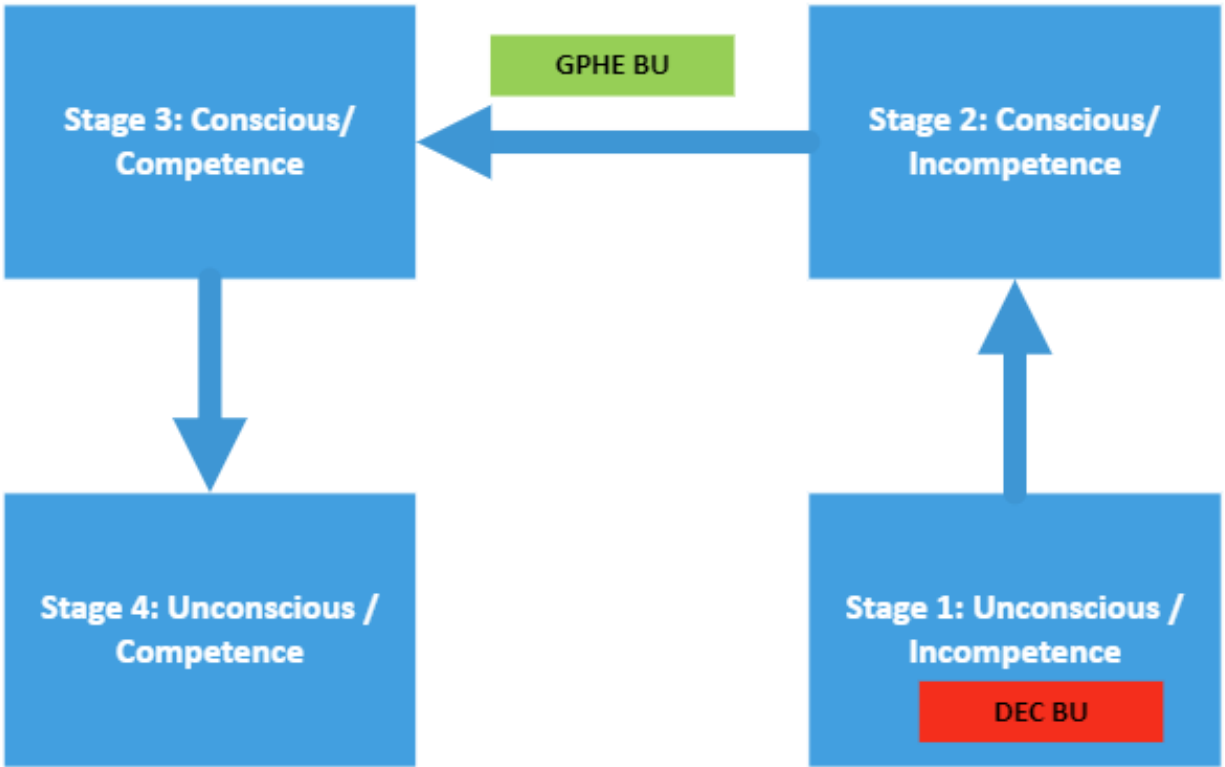 GPHE BU
Stage 3: Conscious/
Competence
Stage 2: Conscious/
Incompetence
Stage 4: Unconscious /
Competence
Stage 1: Unconscious /
Incompetence
DEC BU